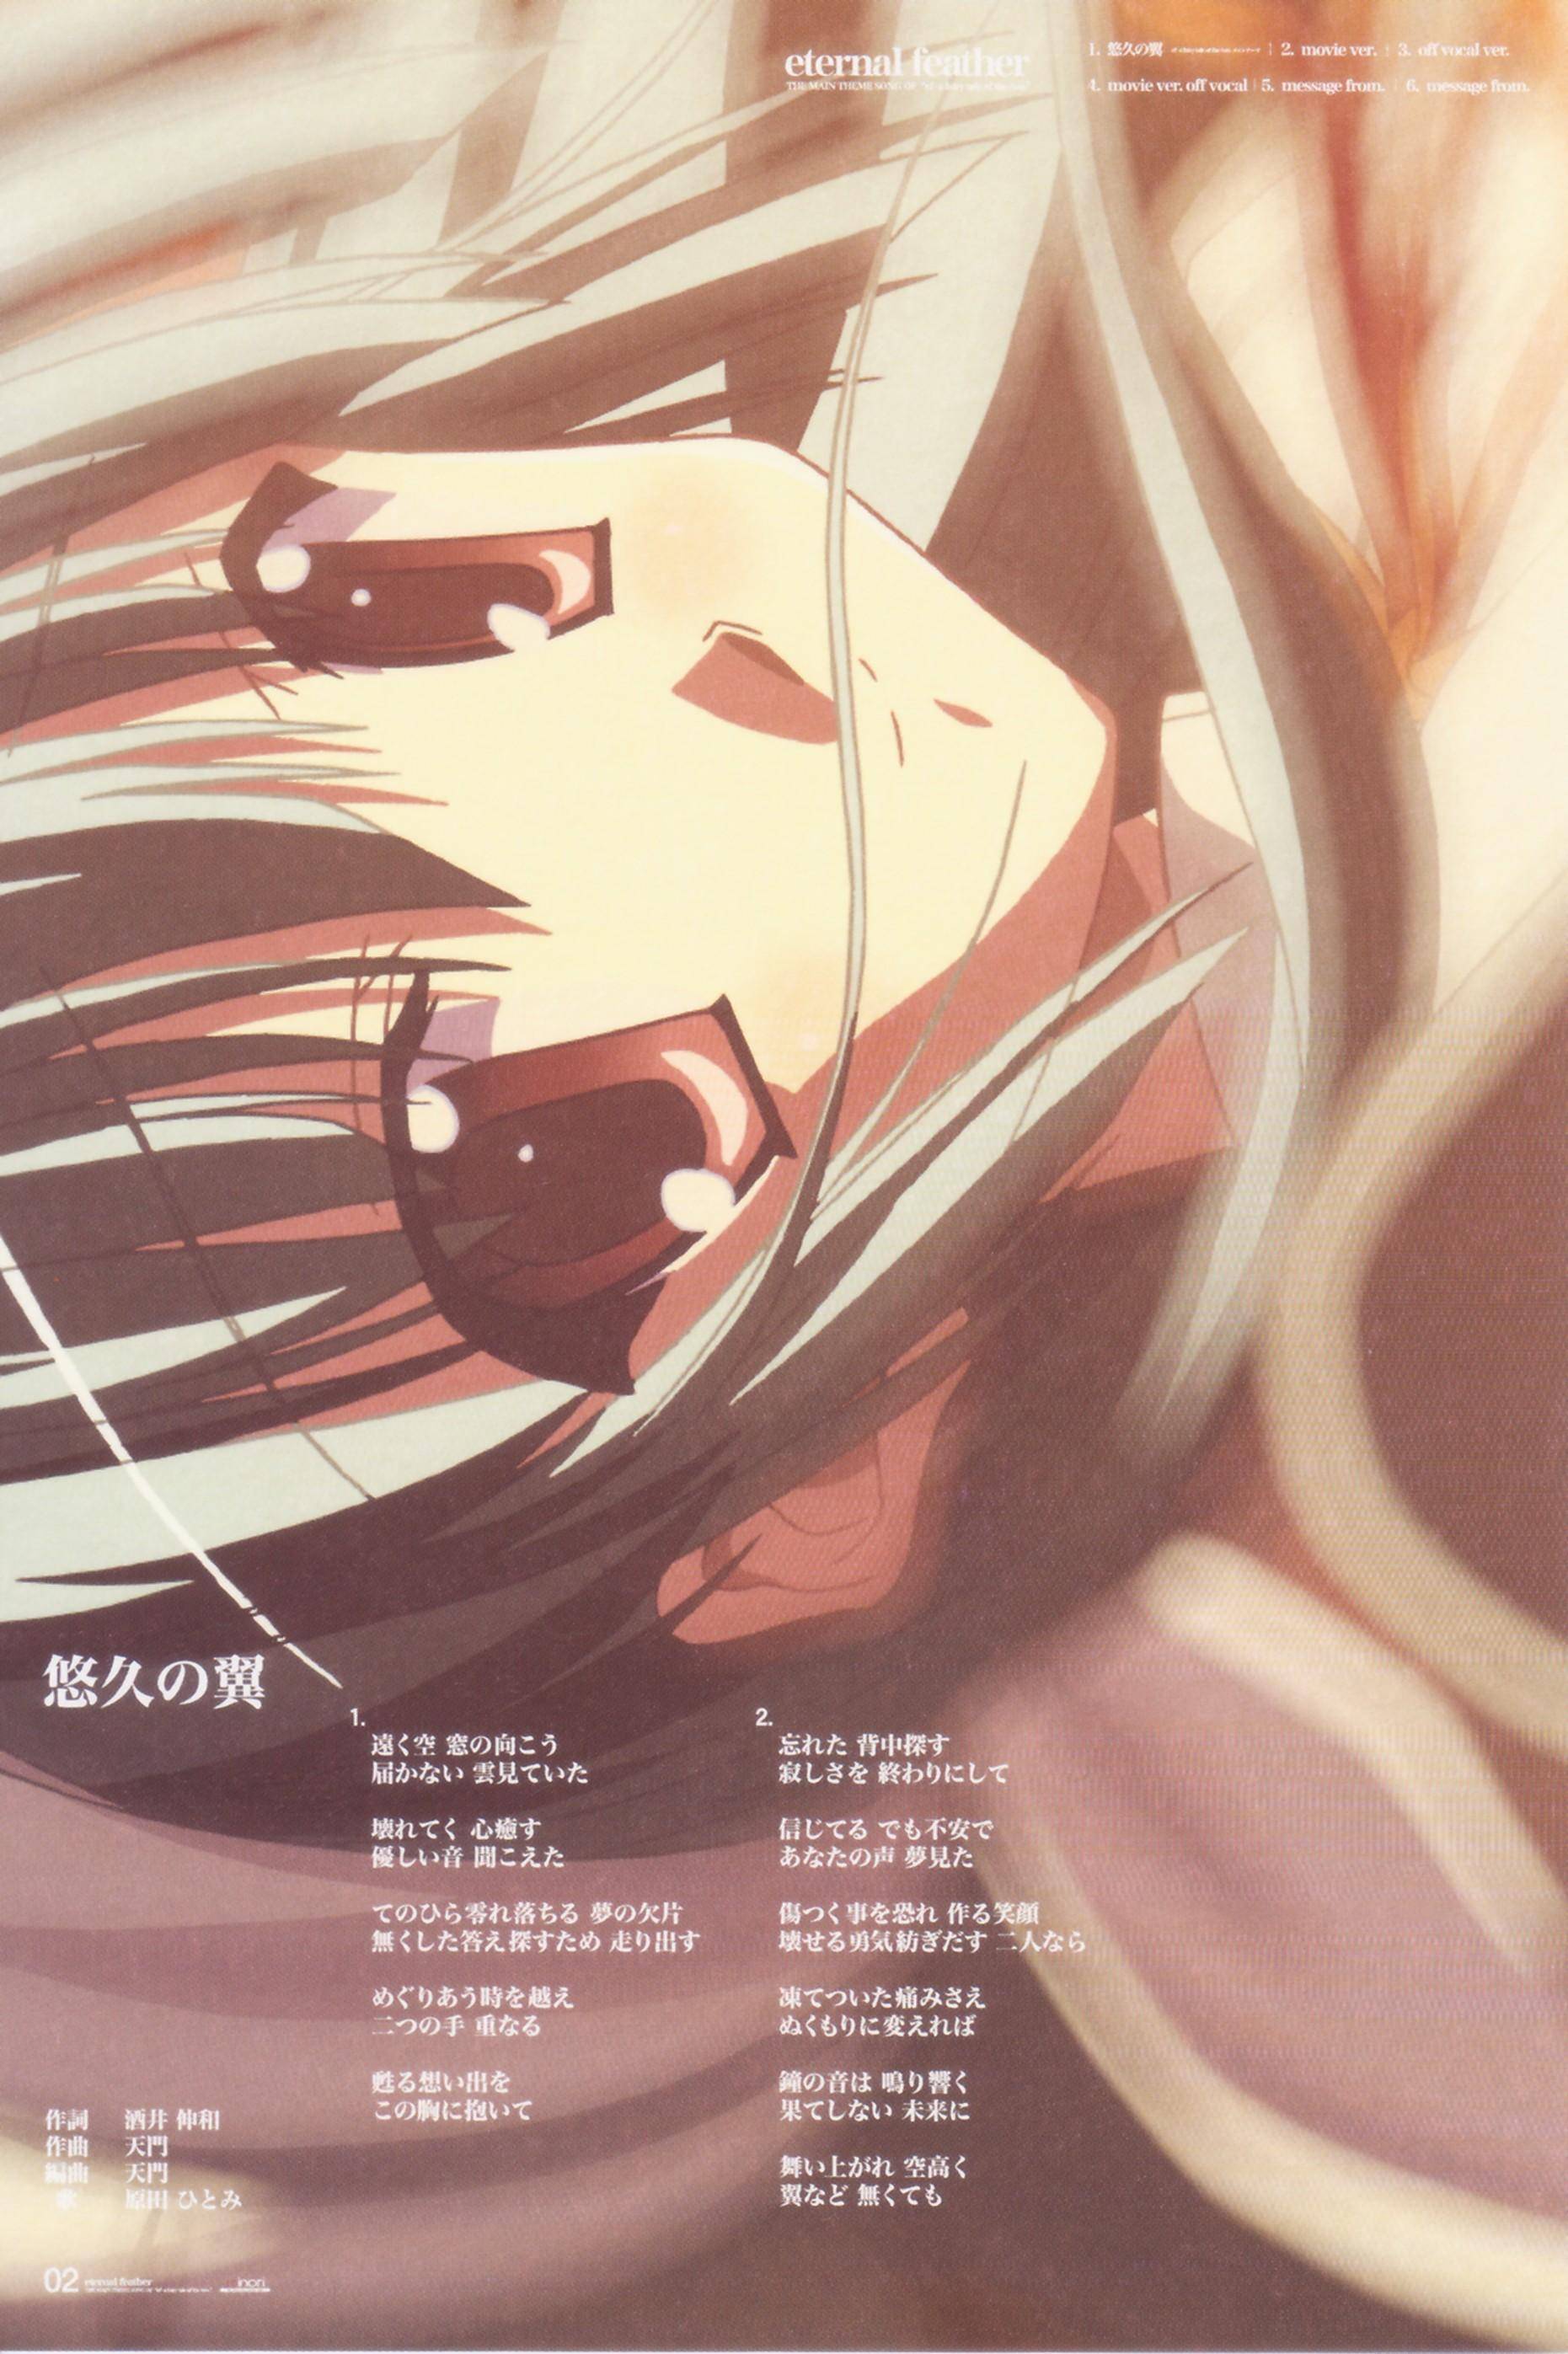 eternal feather
THE MAIN THEME SONG OF
1. 悠久の翼 | 2. movie ver. | 3. off vocal ver.
4. movie ver. off vocal | 5. message from. | 6. message from.
悠久の翼
1.
遠く空 窓の向こう
届かない 雲見ていた
壊れてく 心癒す
優しい音 聞こえた
てのひら零れ落ちる 夢の欠片
無くした答え探すため 走り出す
めぐりあう時を越え
二つの手 重なる
甦る想い出を
この胸に抱いて
2.
忘れた 背中探す
寂しさを 終わりにして
信じてる でも不安で
あなたの声 夢見た
傷つく事を恐れ 作る笑顔
壊せる勇気紡ぎだす 二人なら
凍てついた痛みさえ
ぬくもりに変えれば
鐘の音は 鳴り響く
果てしない 未来に
舞い上がれ 空高く
翼など 無くても
作詞 酒井 伸和
作曲 天門
編曲 天門
歌 原田 ひとみ
02 eternal feather
inori